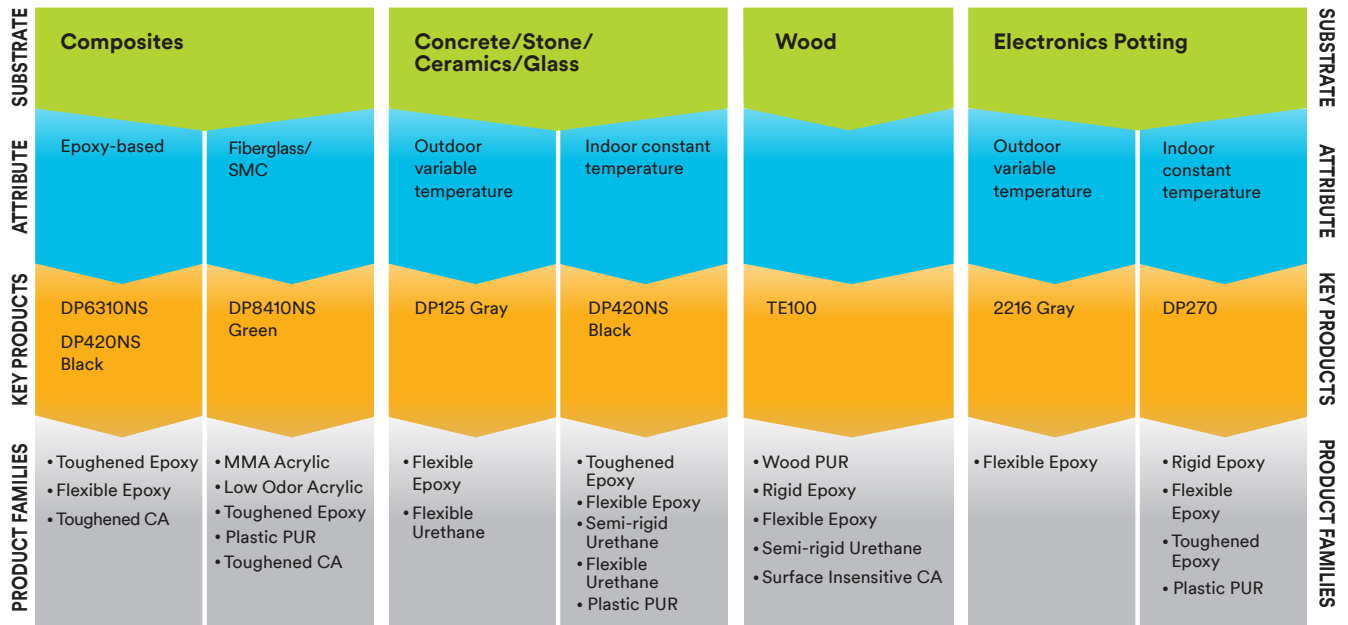 SUBSTRATE
Composites
Concrete/Stone/
Ceramics/Glass
Wood
Electronics Potting
SUBSTRATE
ATTRIBUTE
Epoxy-based
Fiberglass/
SMC
Outdoor
variable
temperature
Indoor constant
temperature
Outdoor
variable
temperature
Indoor
constant
temperature
ATTRIBUTE
KEY PRODUCTS
DP6310NS
DP420NS
Black
DP8410NS
Green
DP125 Gray
DP420NS
Black
TE100
2216 Gray
DP270
KEY PRODUCTS
PRODUCT FAMILIES
• Toughened Epoxy
• Flexible Epoxy
• Toughened CA
• MMA Acrylic
• Low Odor Acrylic
• Toughened Epoxy
• Plastic PUR
• Toughened CA
• Flexible
Epoxy
• Flexible
Urethane
• Toughened
Epoxy
• Flexible Epoxy
• Semi-rigid
Urethane
• Flexible
Urethane
• Plastic PUR
• Wood PUR
• Rigid Epoxy
• Flexible Epoxy
• Semi-rigid Urethane
• Surface Insensitive CA
• Flexible Epoxy
• Rigid Epoxy
• Flexible
Epoxy
• Toughened
Epoxy
• Plastic PUR
PRODUCT FAMILIES